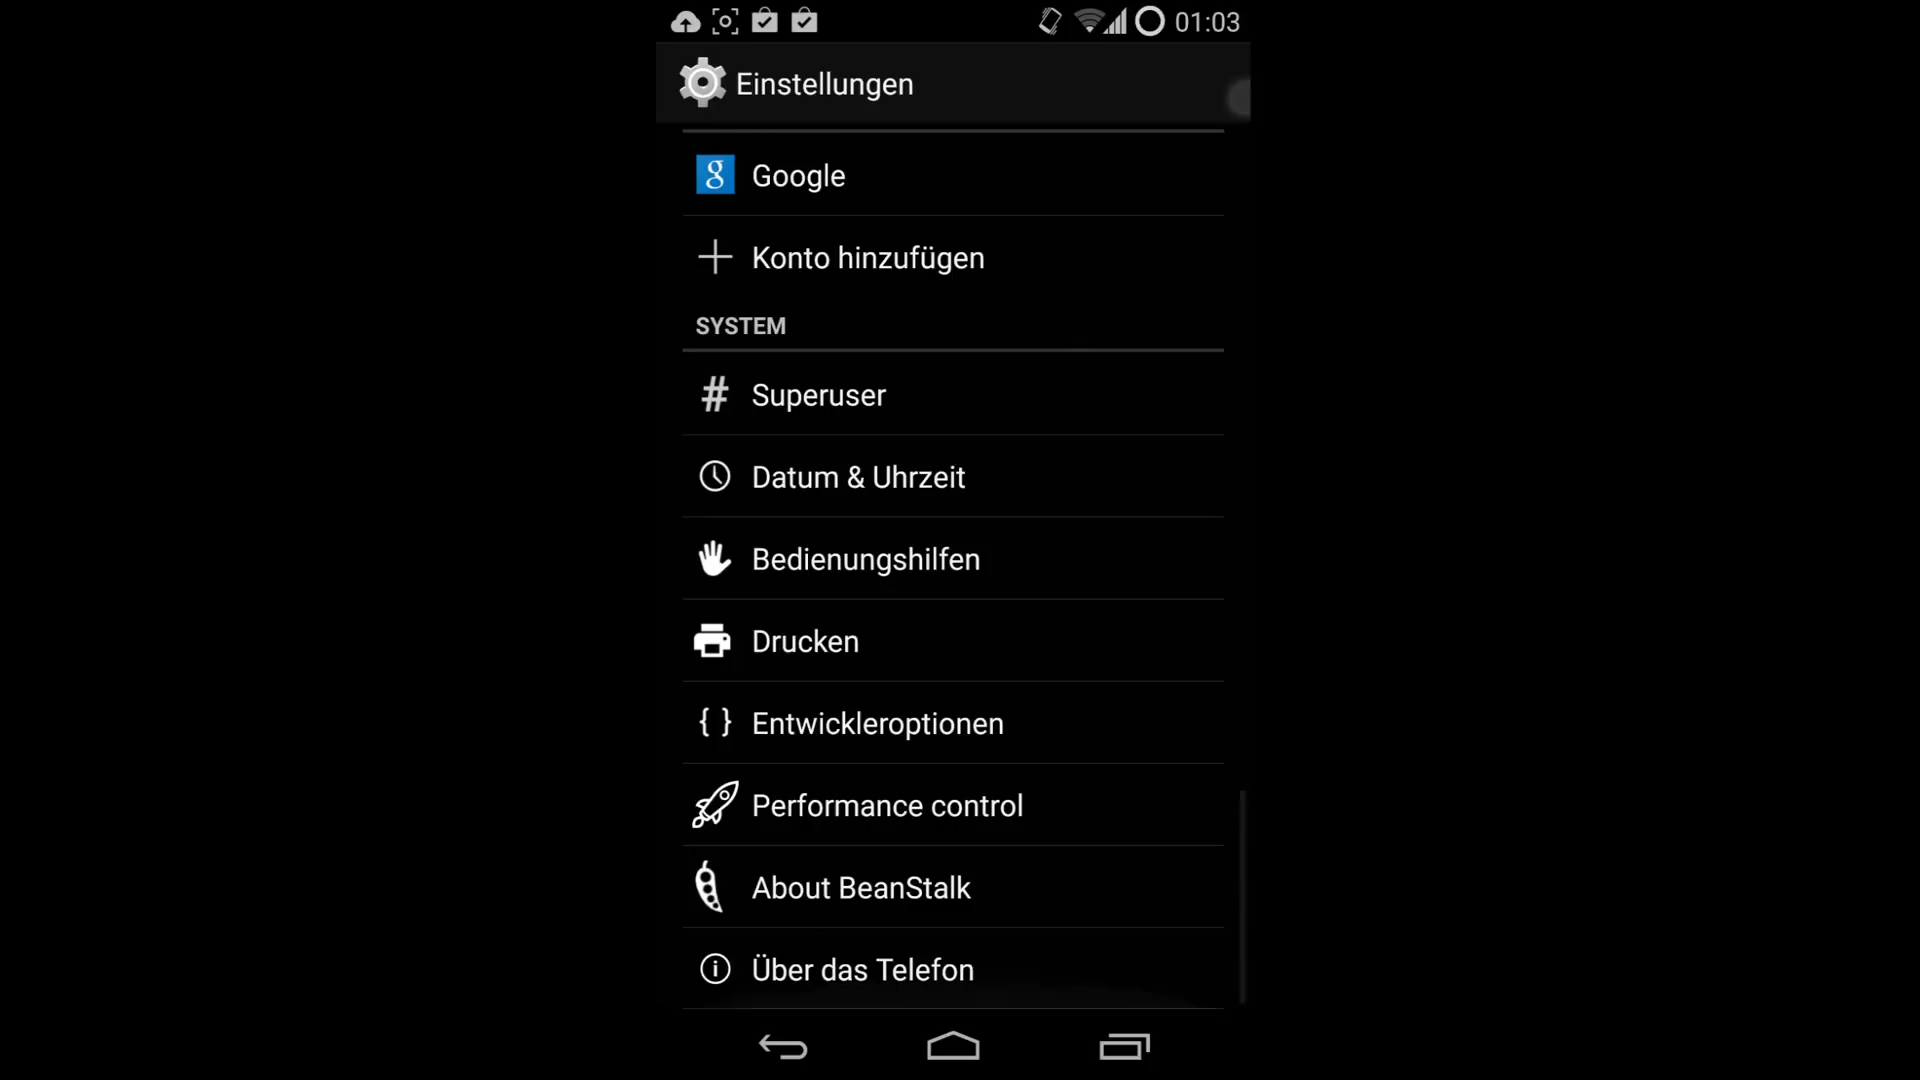 01:03
Einstellungen
g Google
Konto hinzufügen
SYSTEM
# Superuser
Datum & Uhrzeit
Bedienungshilfen
Drucken
{ } Entwickleroptionen
Performance control
About BeanStalk
i Über das Telefon